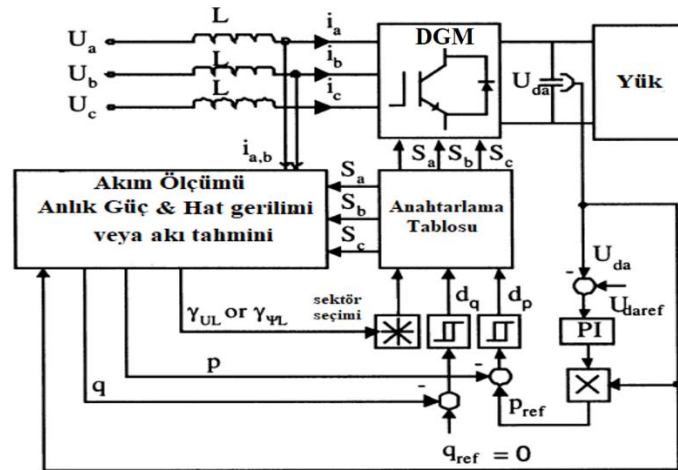 U_a
L
i_a
DGM
U_b
L
i_b
U_c
L
i_c
U_da
Yük
i_a,b
S_a S_b S_c
Akım Ölçümü
Anlık Güç & Hat gerilimi
veya akı tahmini
S_a
S_b
S_c
Anahtarlama
Tablosu
U_da
-
U_daref
γ_UL or γ_ΨL
sektör
seçimi
d_q
d_p
PI
q
p
-
-
p_ref
X
q_ref = 0